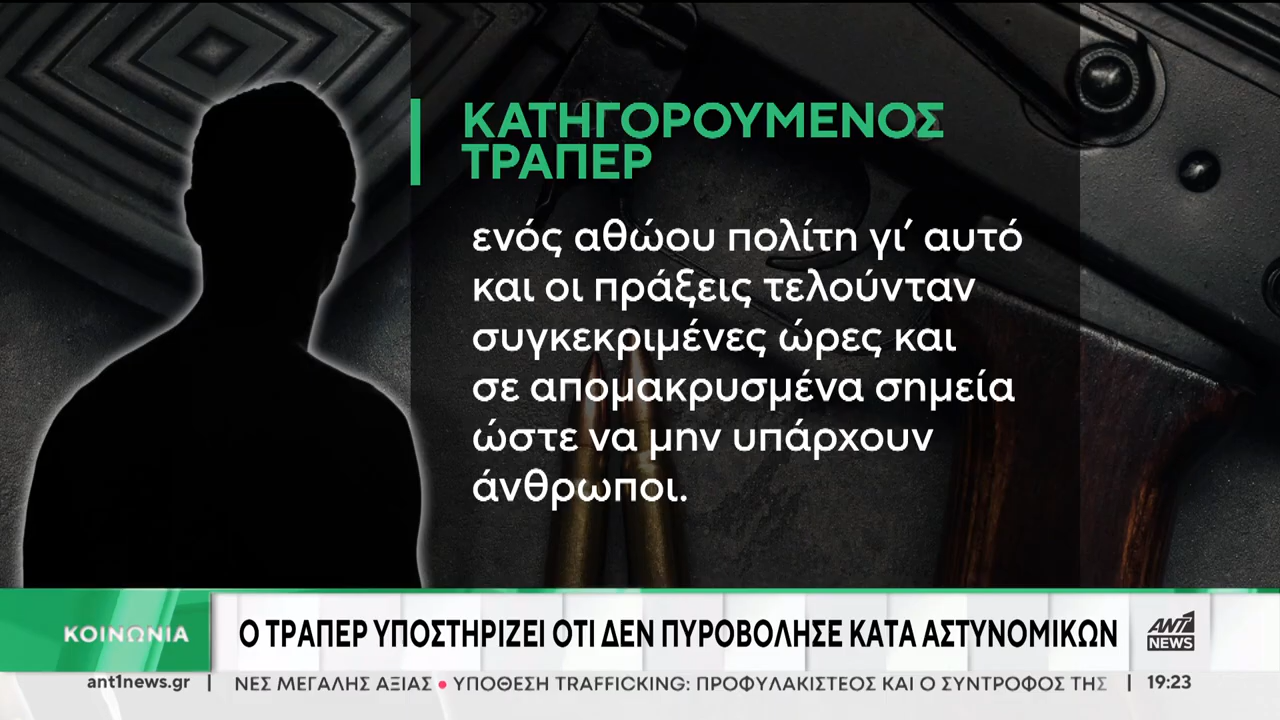 ΚΑΤΗΓΟΡΟΥΜΕΝΟΣ
ΤΡΑΠΕΡ
ενός αθώου πολίτη γι΄ αυτό
και οι πράξεις τελούνταν
συγκεκριμένες ώρες και
σε απομακρυσμένα σημεία
ώστε να μην υπάρχουν
άνθρωποι.
ΚΟΙΝΩΝΙΑ
Ο ΤΡΑΠΕΡ ΥΠΟΣΤΗΡΙΖΕΙ ΟΤΙ ΔΕΝ ΠΥΡΟΒΟΛΗΣΕ ΚΑΤΑ ΑΣΤΥΝΟΜΙΚΩΝ
ΑΝΤ1
NEWS
ant1news.gr | ΝΕΣ ΜΕΓΑΛΗΣ ΑΞΙΑΣ • ΥΠΟΘΕΣΗ TRAFFICKING: ΠΡΟΦΥΛΑΚΙΣΤΕΟΣ ΚΑΙ Ο ΣΥΝΤΡΟΦΟΣ ΤΗΣ | 19:23